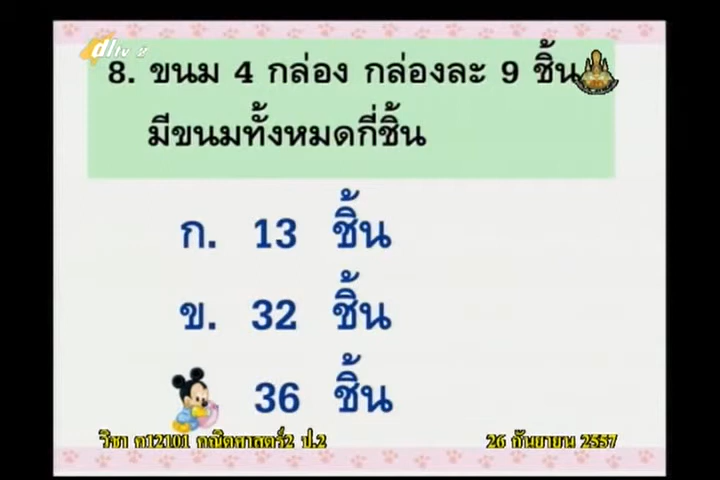 dltv 2
8. ขนม 4 กล่อง กล่องละ 9 ชิ้น
มีขนมทั้งหมดกี่ชิ้น
ก. 13 ชิ้น
ข. 32 ชิ้น
36 ชิ้น
วิชา ค12101 คณิตศาสตร์2 ป.2 26 กันยายน 2557